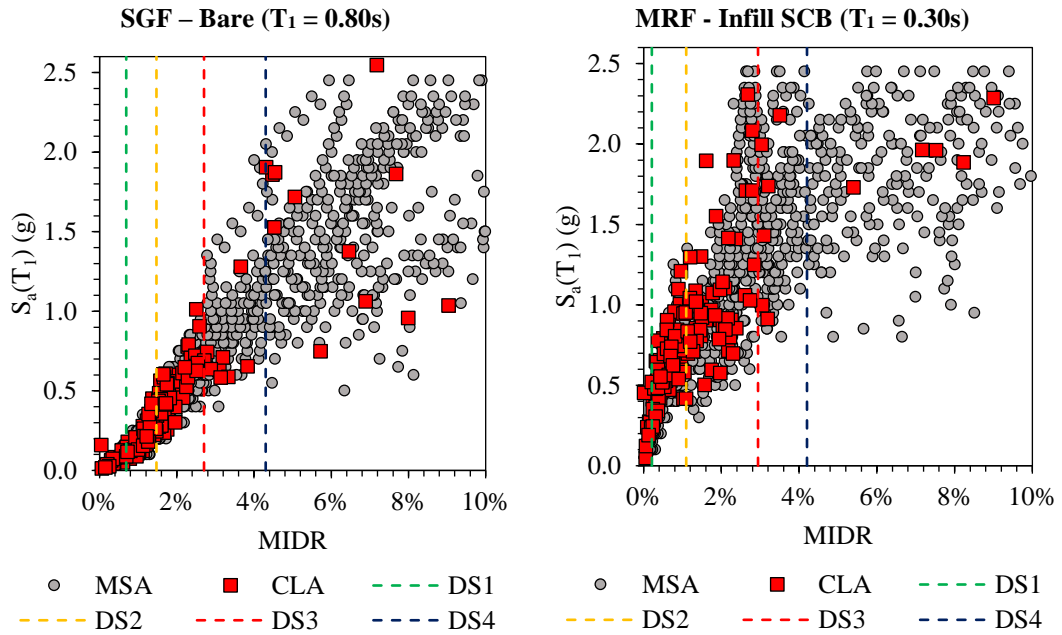 SGF – Bare (T₁ = 0.80s)
2.5
2.0
1.5
1.0
0.5
0.0
Sₐ(T₁) (g)
0% 2% 4% 6% 8% 10%
MIDR
MSA CLA DS1
DS2 DS3 DS4
MRF - Infill SCB (T₁ = 0.30s)
2.5
2.0
1.5
1.0
0.5
0.0
Sₐ(T₁) (g)
0% 2% 4% 6% 8% 10%
MIDR
MSA CLA DS1
DS2 DS3 DS4